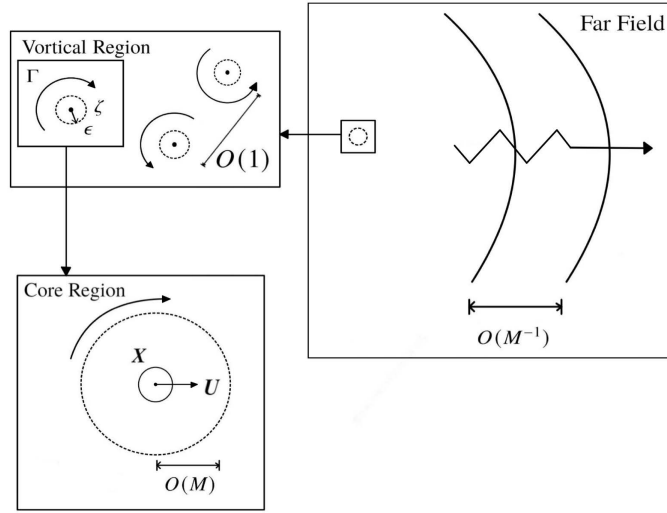 Vortical Region
Γ
ζ
ϵ
O(1)
Far Field
O(M⁻¹)
Core Region
X
U
O(M)